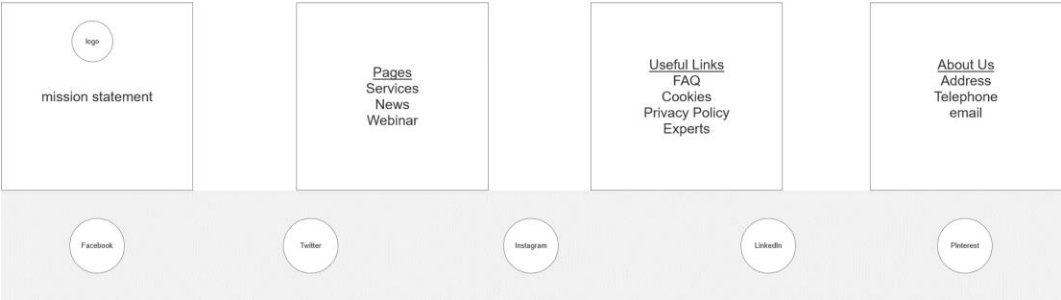 logo
mission statement
Pages
Services
News
Webinar
Useful Links
FAQ
Cookies
Privacy Policy
Experts
About Us
Address
Telephone
email
Facebook
Twitter
Instagram
LinkedIn
Pinterest